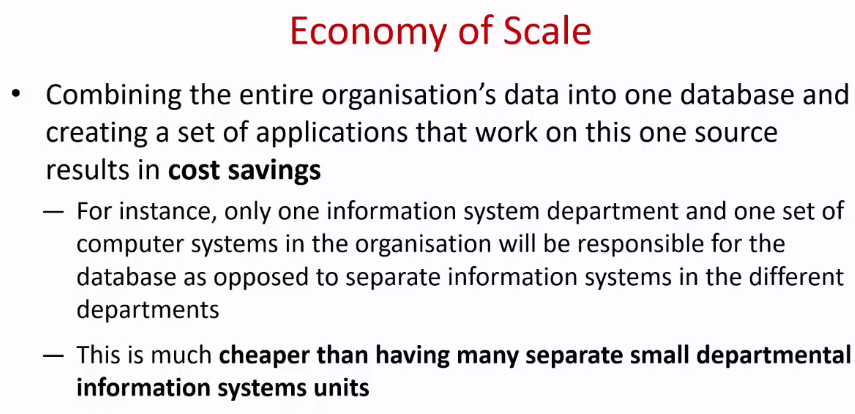 Economy of Scale
• Combining the entire organisation's data into one database and
creating a set of applications that work on this one source
results in cost savings
— For instance, only one information system department and one set of
computer systems in the organisation will be responsible for the
database as opposed to separate information systems in the different
departments
— This is much cheaper than having many separate small departmental
information systems units